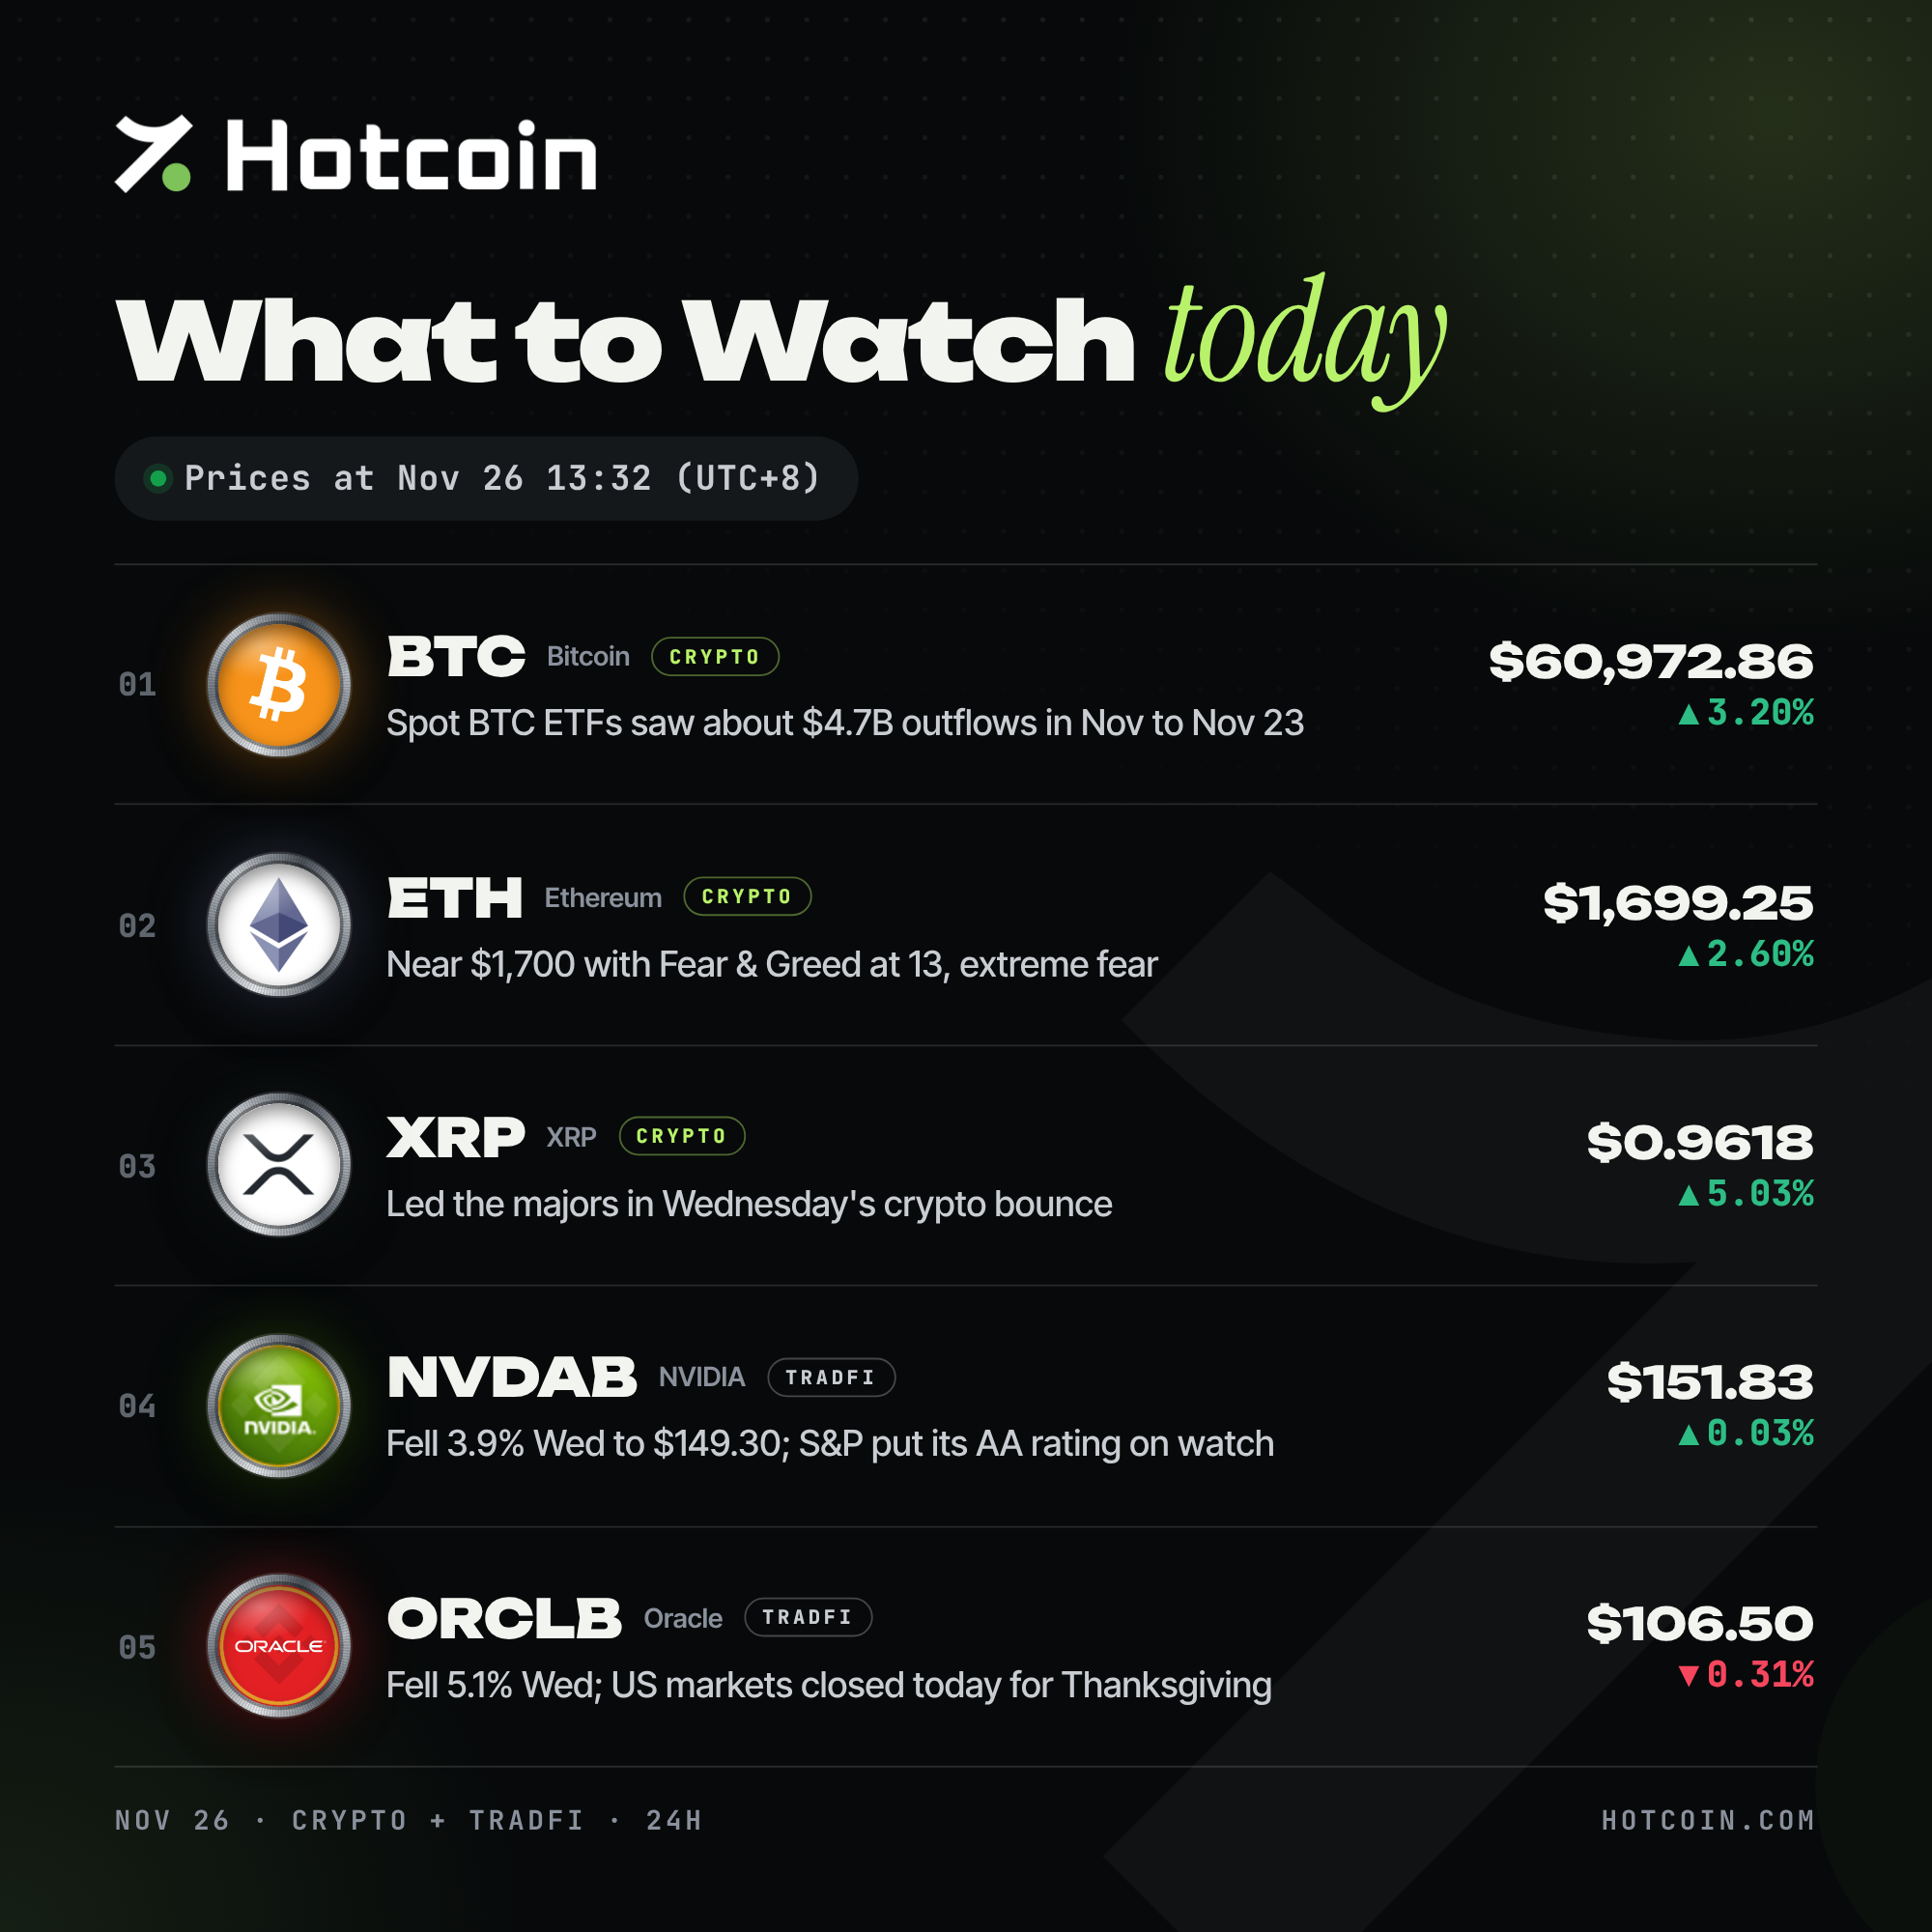 Hotcoin
What to Watch today
Prices at Nov 26 13:32 (UTC+8)
01
BTC Bitcoin CRYPTO
Spot BTC ETFs saw about $4.7B outflows in Nov to Nov 23
$60,972.86
▲3.20%
02
ETH Ethereum CRYPTO
Near $1,700 with Fear & Greed at 13, extreme fear
$1,699.25
▲2.60%
03
XRP XRP CRYPTO
Led the majors in Wednesday's crypto bounce
$0.9618
▲5.03%
04
NVIDIA.
NVDAB NVIDIA TRADFI
Fell 3.9% Wed to $149.30; S&P put its AA rating on watch
$151.83
▲0.03%
05
ORACLE
ORCLB Oracle TRADFI
Fell 5.1% Wed; US markets closed today for Thanksgiving
$106.50
▼0.31%
NOV 26 · CRYPTO + TRADFI · 24H
HOTCOIN.COM